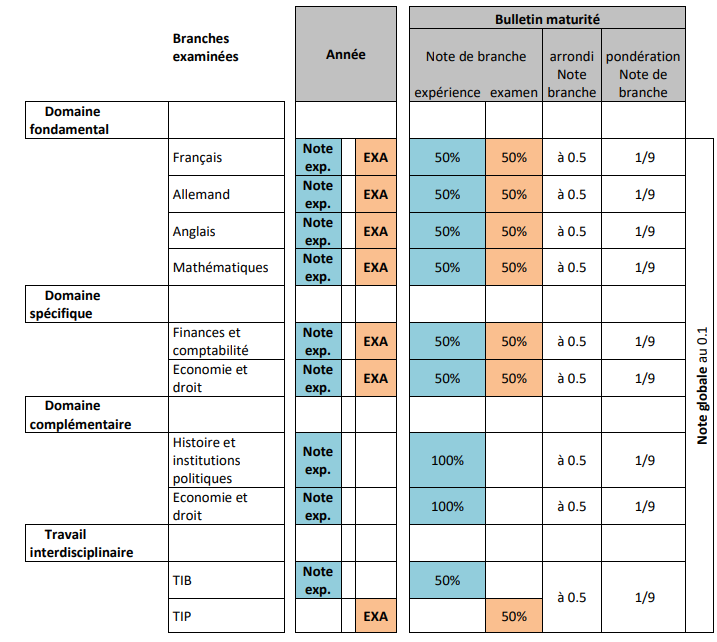 Bulletin maturité
Branches
examinées
Année
Note de branche
arrondi
Note
branche
pondération
Note de
branche
expérience examen
Domaine
fondamental
Français Note exp. EXA 50% 50% à 0.5 1/9
Allemand Note exp. EXA 50% 50% à 0.5 1/9
Anglais Note exp. EXA 50% 50% à 0.5 1/9
Mathématiques Note exp. EXA 50% 50% à 0.5 1/9
Domaine
spécifique
Finances et
comptabilité Note exp. EXA 50% 50% à 0.5 1/9
Economie et
droit Note exp. EXA 50% 50% à 0.5 1/9
Domaine
complémentaire
Histoire et
institutions
politiques Note exp. 100% à 0.5 1/9
Economie et
droit Note exp. 100% à 0.5 1/9
Travail
interdisciplinaire
TIB Note exp. 50%
à 0.5 1/9
TIP EXA 50%
Note globale au 0.1